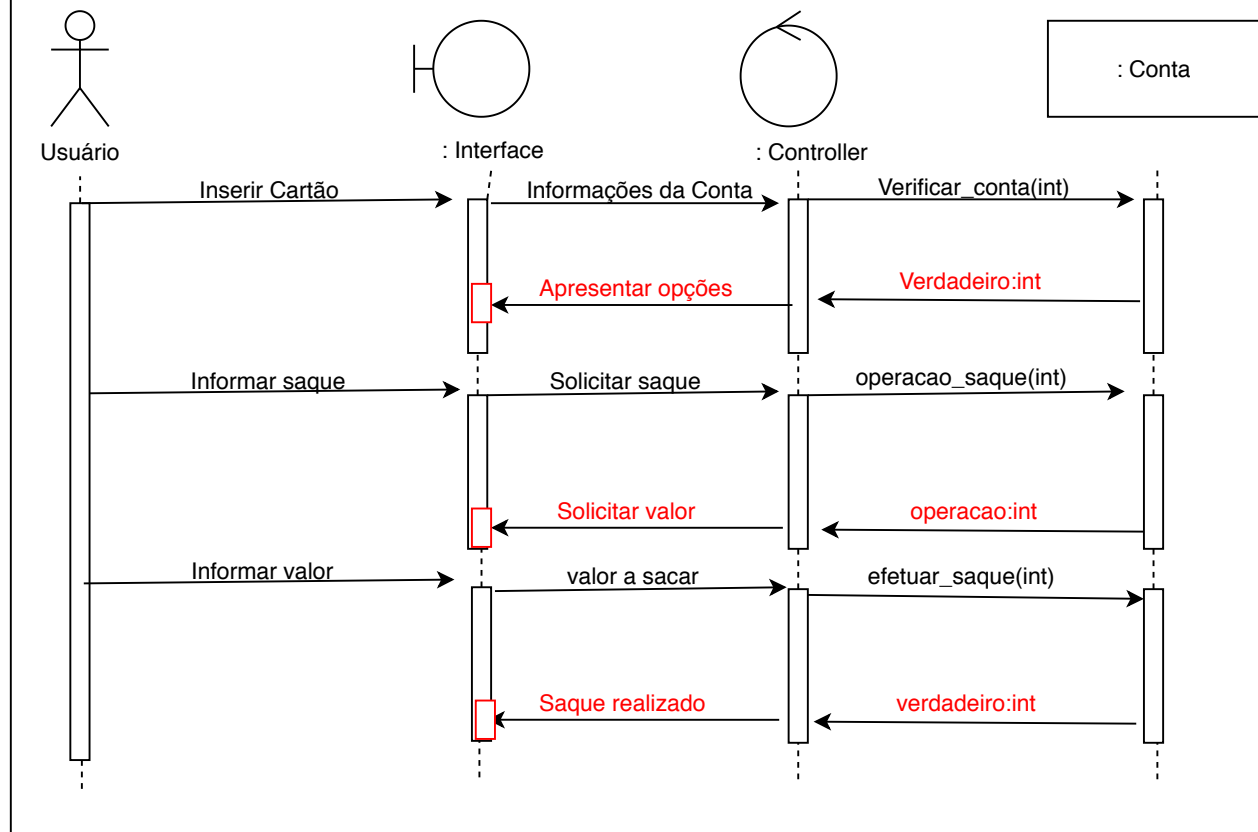 : Conta
Usuário
: Interface
: Controller
Inserir Cartão
Informações da Conta
Verificar_conta(int)
Apresentar opções
Verdadeiro:int
Informar saque
Solicitar saque
operacao_saque(int)
Solicitar valor
operacao:int
Informar valor
valor a sacar
efetuar_saque(int)
Saque realizado
verdadeiro:int